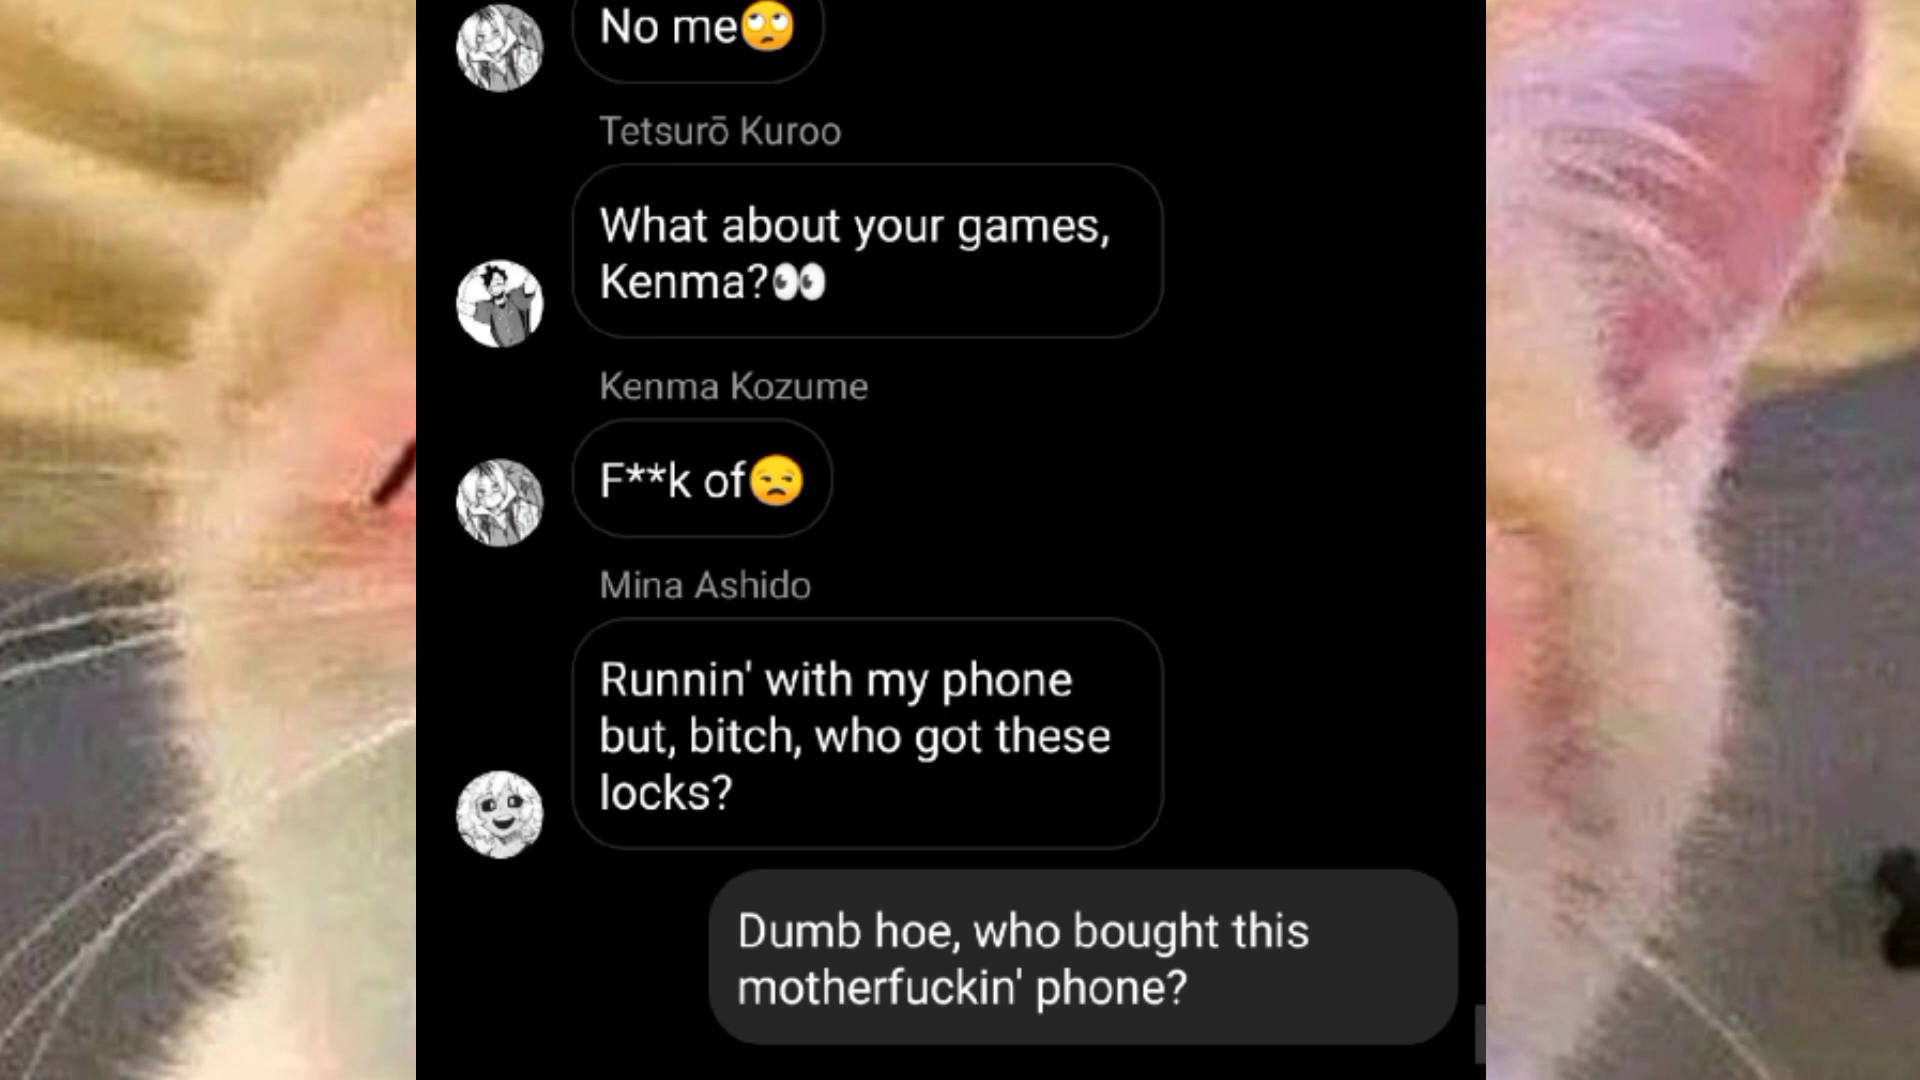 No me🙄
Tetsurō Kuroo
What about your games,
Kenma?👀
Kenma Kozume
F**k of😒
Mina Ashido
Runnin' with my phone
but, bitch, who got these
locks?
Dumb hoe, who bought this
motherfuckin' phone?